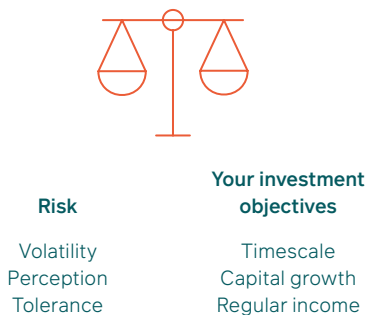 Risk
Volatility
Perception
Tolerance
Your investment
objectives
Timescale
Capital growth
Regular income